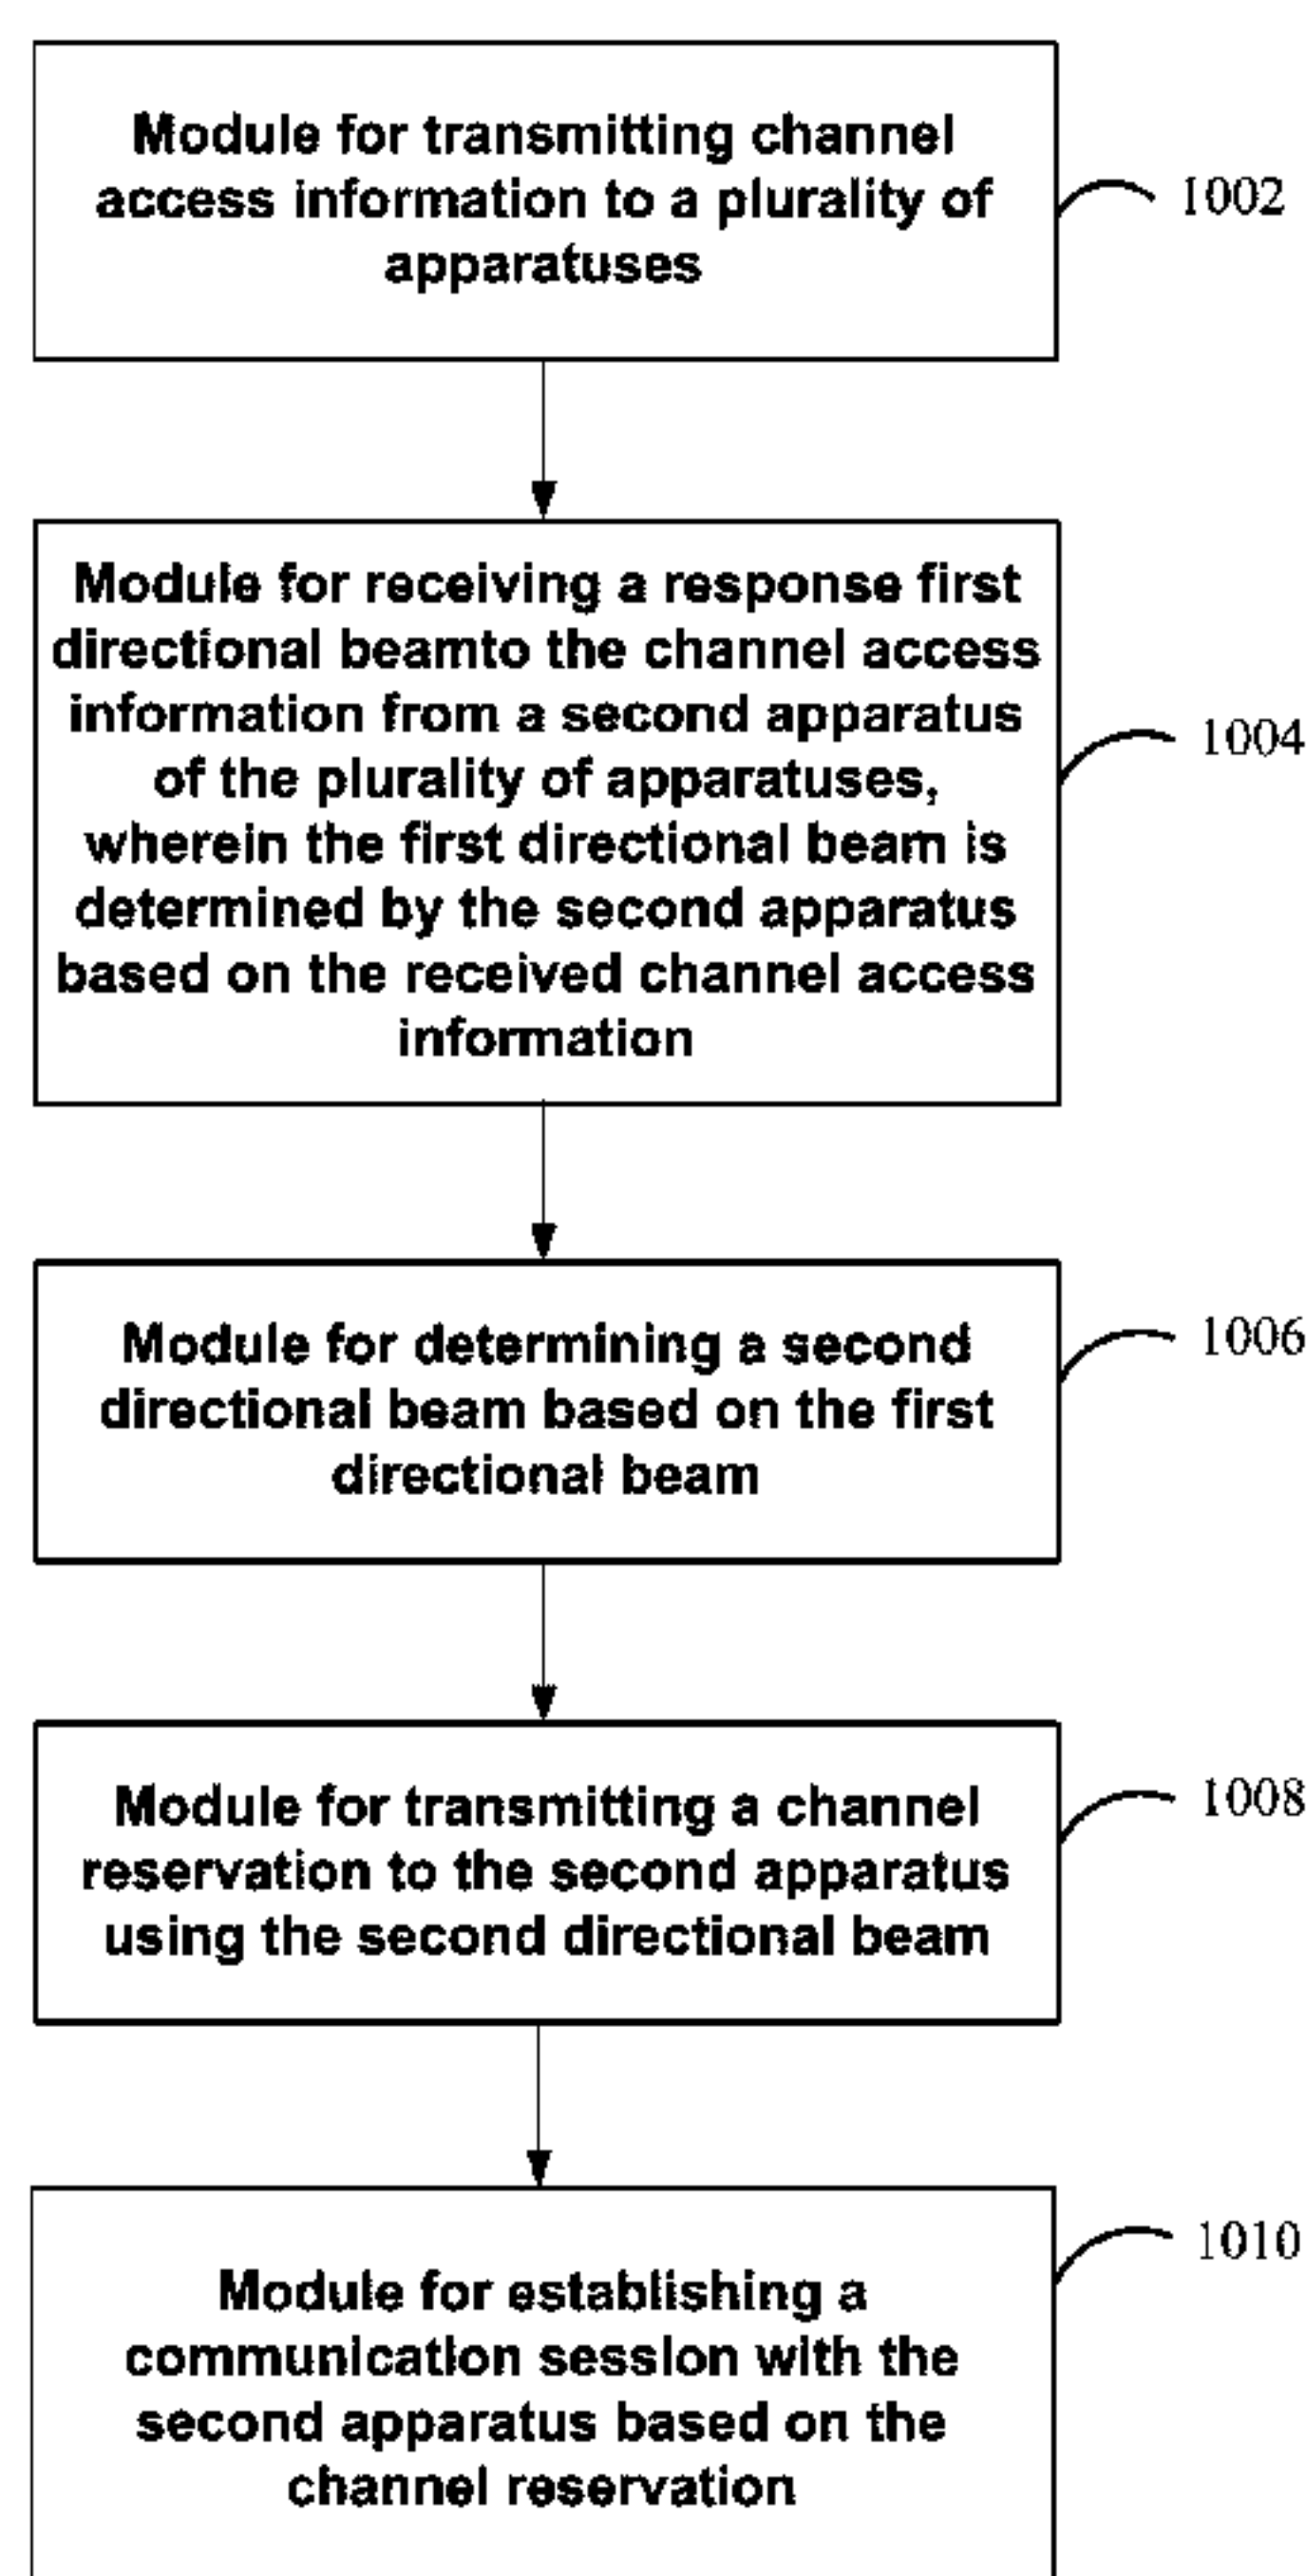 Module for transmitting channel
access information to a plurality of
apparatuses
1002
Module for receiving a response first
directional beamto the channel access
information from a second apparatus
of the plurality of apparatuses,
wherein the first directional beam is
determined by the second apparatus
based on the received channel access
information
1004
Module for determining a second
directional beam based on the first
directional beam
1006
Module for transmitting a channel
reservation to the second apparatus
using the second directional beam
1008
Module for establishing a
communication session with the
second apparatus based on the
channel reservation
1010